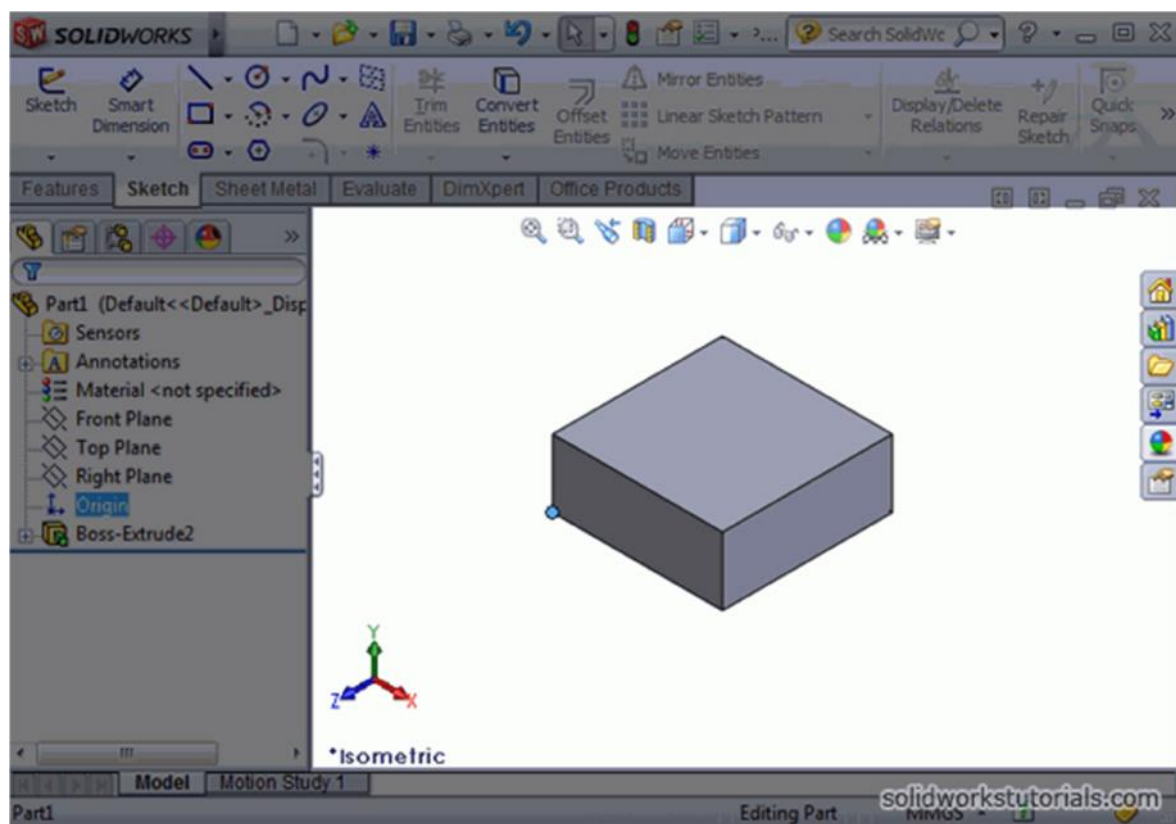 SOLIDWORKS
Search SolidWc
Sketch
Smart Dimension
Trim Entities
Convert Entities
Offset Entities
Mirror Entities
Linear Sketch Pattern
Move Entities
Display/Delete Relations
Repair Sketch
Quick Snaps
Features Sketch Sheet Metal Evaluate DimXpert Office Products
Part1 (Default<<Default>_Disp
Sensors
Annotations
Material <not specified>
Front Plane
Top Plane
Right Plane
Origin
Boss-Extrude2
Y
Z X
*Isometric
Model Motion Study 1
solidworkstutorials.com
Part1 Editing Part MMGS